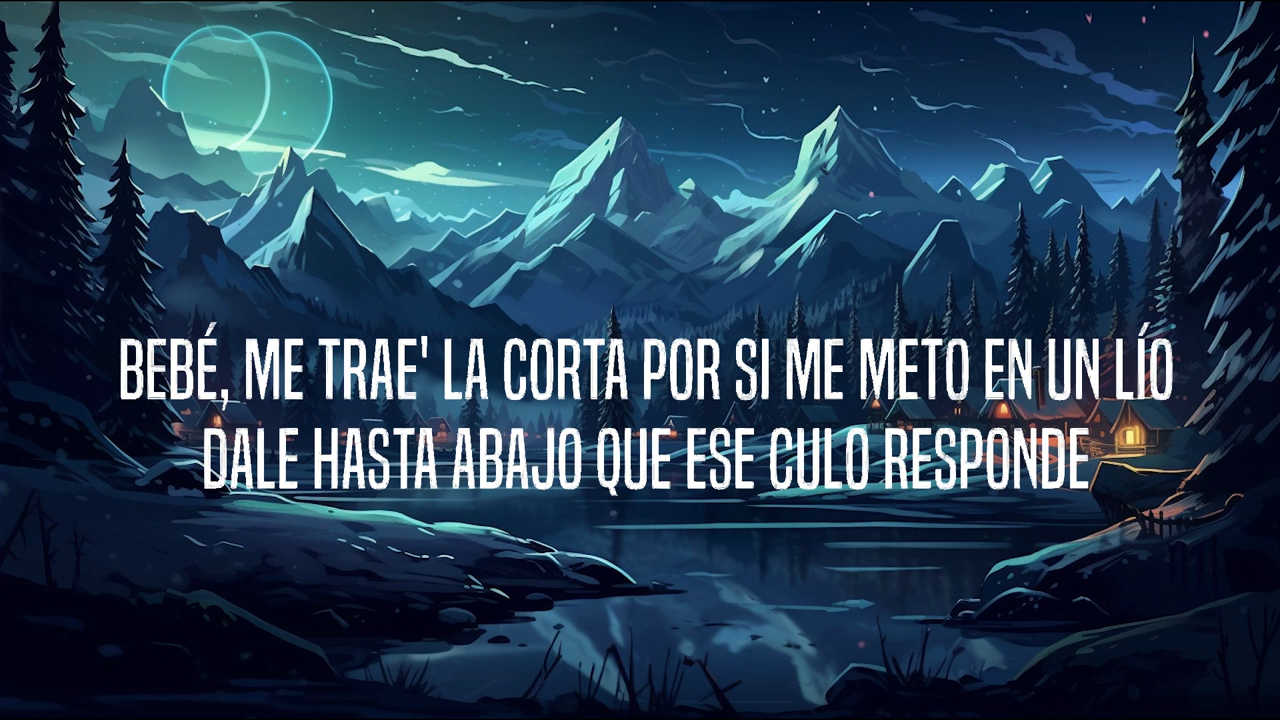 BEBÉ, ME TRAE' LA CORTA POR SI ME METO EN UN LÍO
DALE HASTA ABAJO QUE ESE CULO RESPONDE